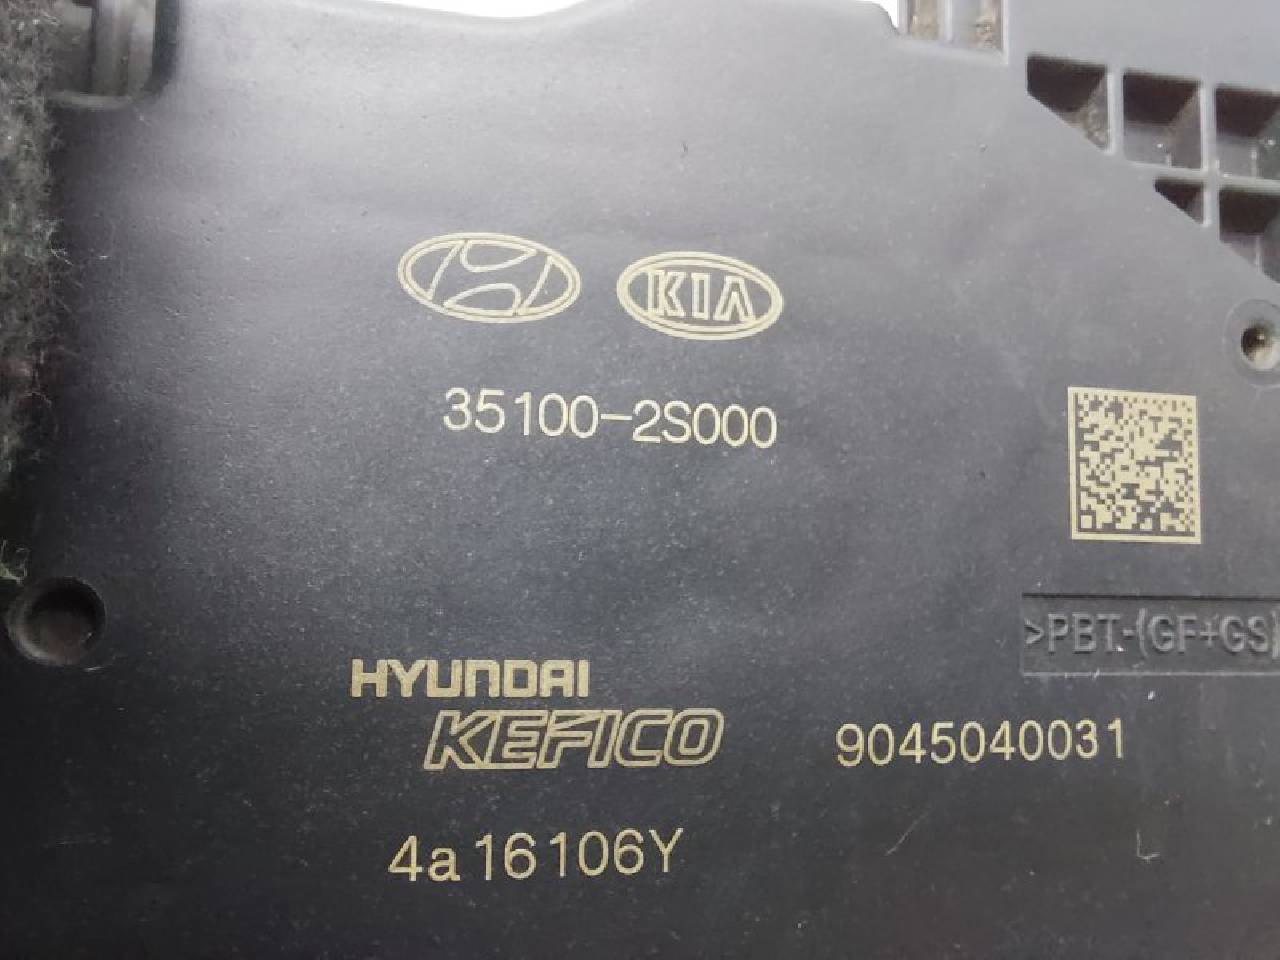 KIA
35100-2S000
>PBT-(GF+GS)
HYUNDAI
KEFICO
9045040031
4a16106Y